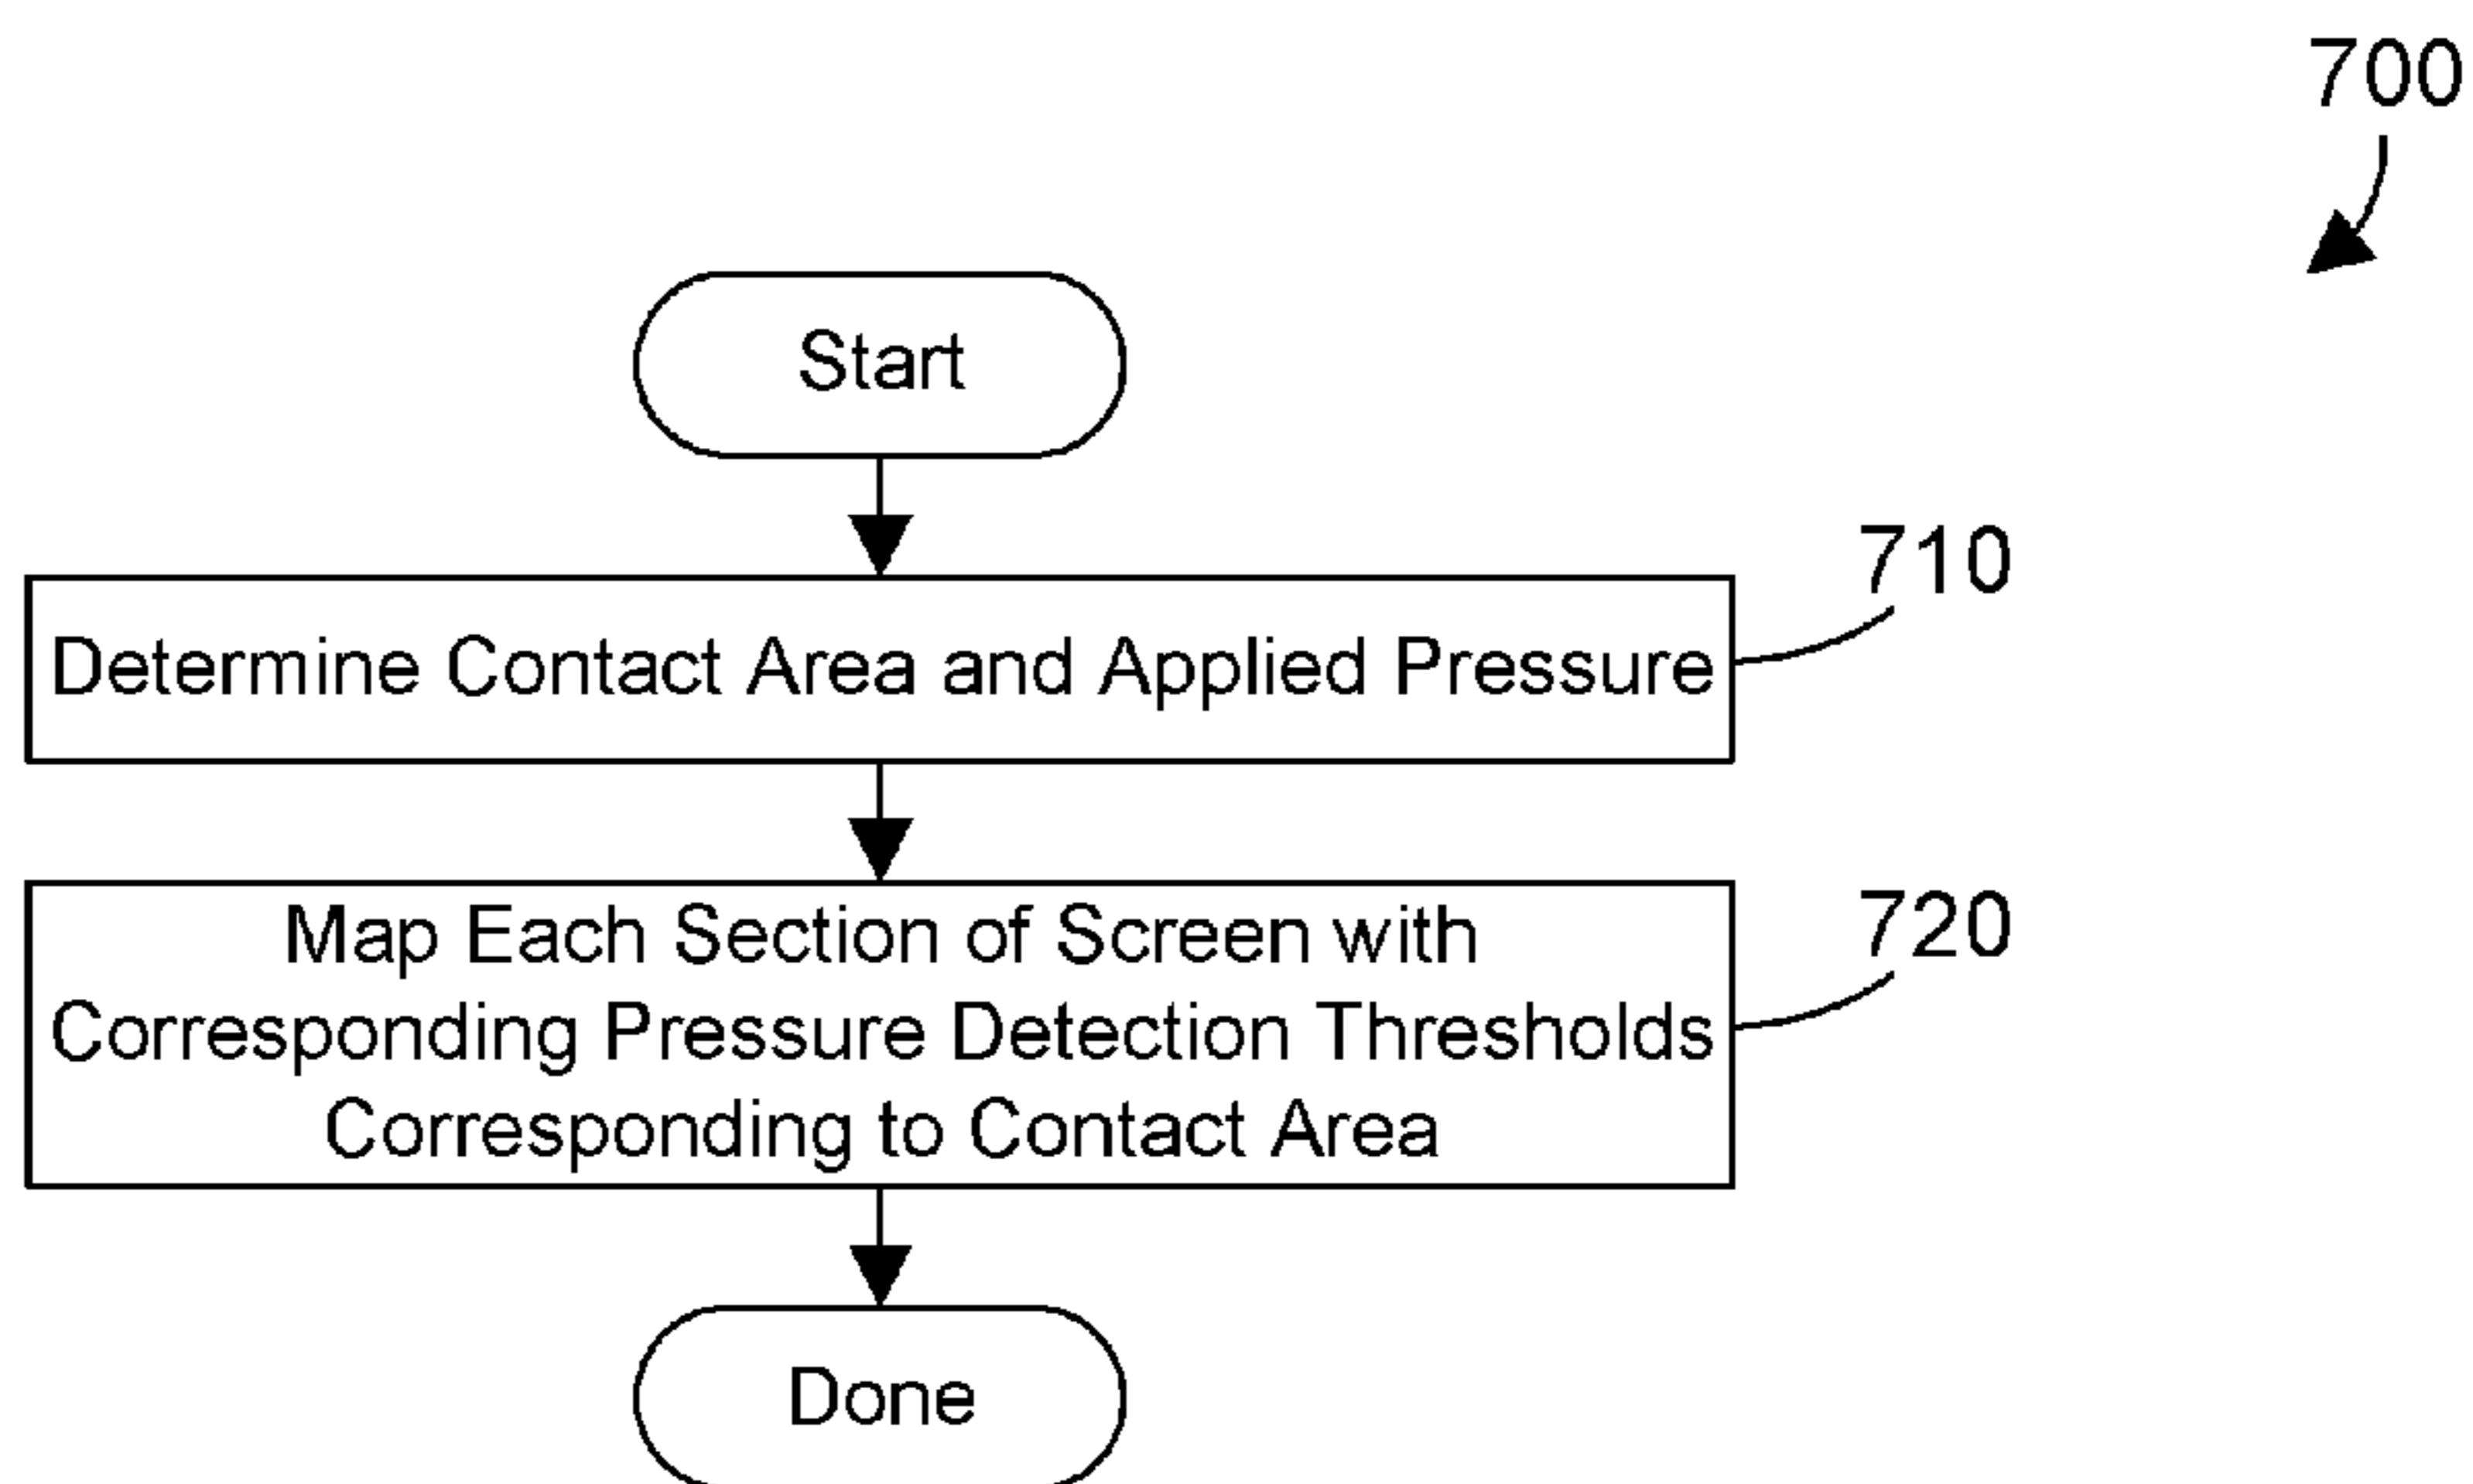 700
Start
710
Determine Contact Area and Applied Pressure
720
Map Each Section of Screen with
Corresponding Pressure Detection Thresholds
Corresponding to Contact Area
Done